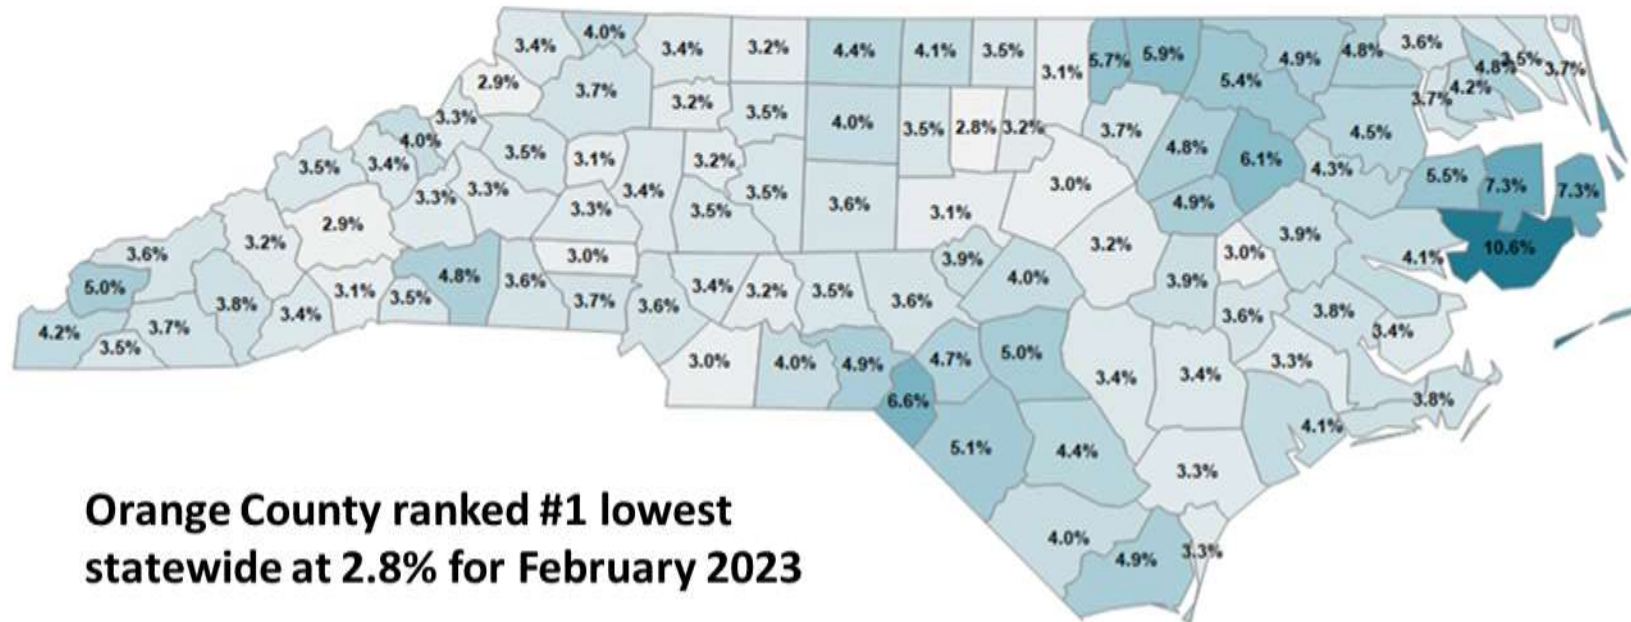 4.0%
3.4% 3.4% 3.2% 4.4% 4.1% 3.5% 3.1% 5.7% 5.9% 4.9% 4.8% 3.6% 3.5% 3.7%
2.9% 3.7% 3.2% 5.4% 4.8% 4.2%
3.3% 3.5% 4.0% 3.5% 2.8% 3.2% 3.7% 4.5% 3.7%
4.0% 3.5% 3.1% 3.2% 4.8% 6.1%
3.5% 3.4% 3.3% 3.3% 3.4% 3.5% 3.0% 4.3% 5.5% 7.3% 7.3%
2.9% 3.3% 3.5% 3.6% 3.1% 4.9%
3.6% 3.2% 3.0% 3.9% 3.2% 3.0% 3.9% 4.1% 10.6%
5.0% 3.8% 3.1% 3.5% 4.8% 3.6% 3.7% 3.6% 3.4% 3.2% 3.5% 3.6% 4.0% 3.9%
4.2% 3.5% 3.7% 3.4% 3.6% 3.8% 3.4%
3.0% 4.0% 4.9% 4.7% 5.0% 3.4% 3.4% 3.3%
6.6% 3.8%
5.1% 4.4% 4.1%
3.3%
Orange County ranked #1 lowest
statewide at 2.8% for February 2023
4.0% 4.9% 3.3%